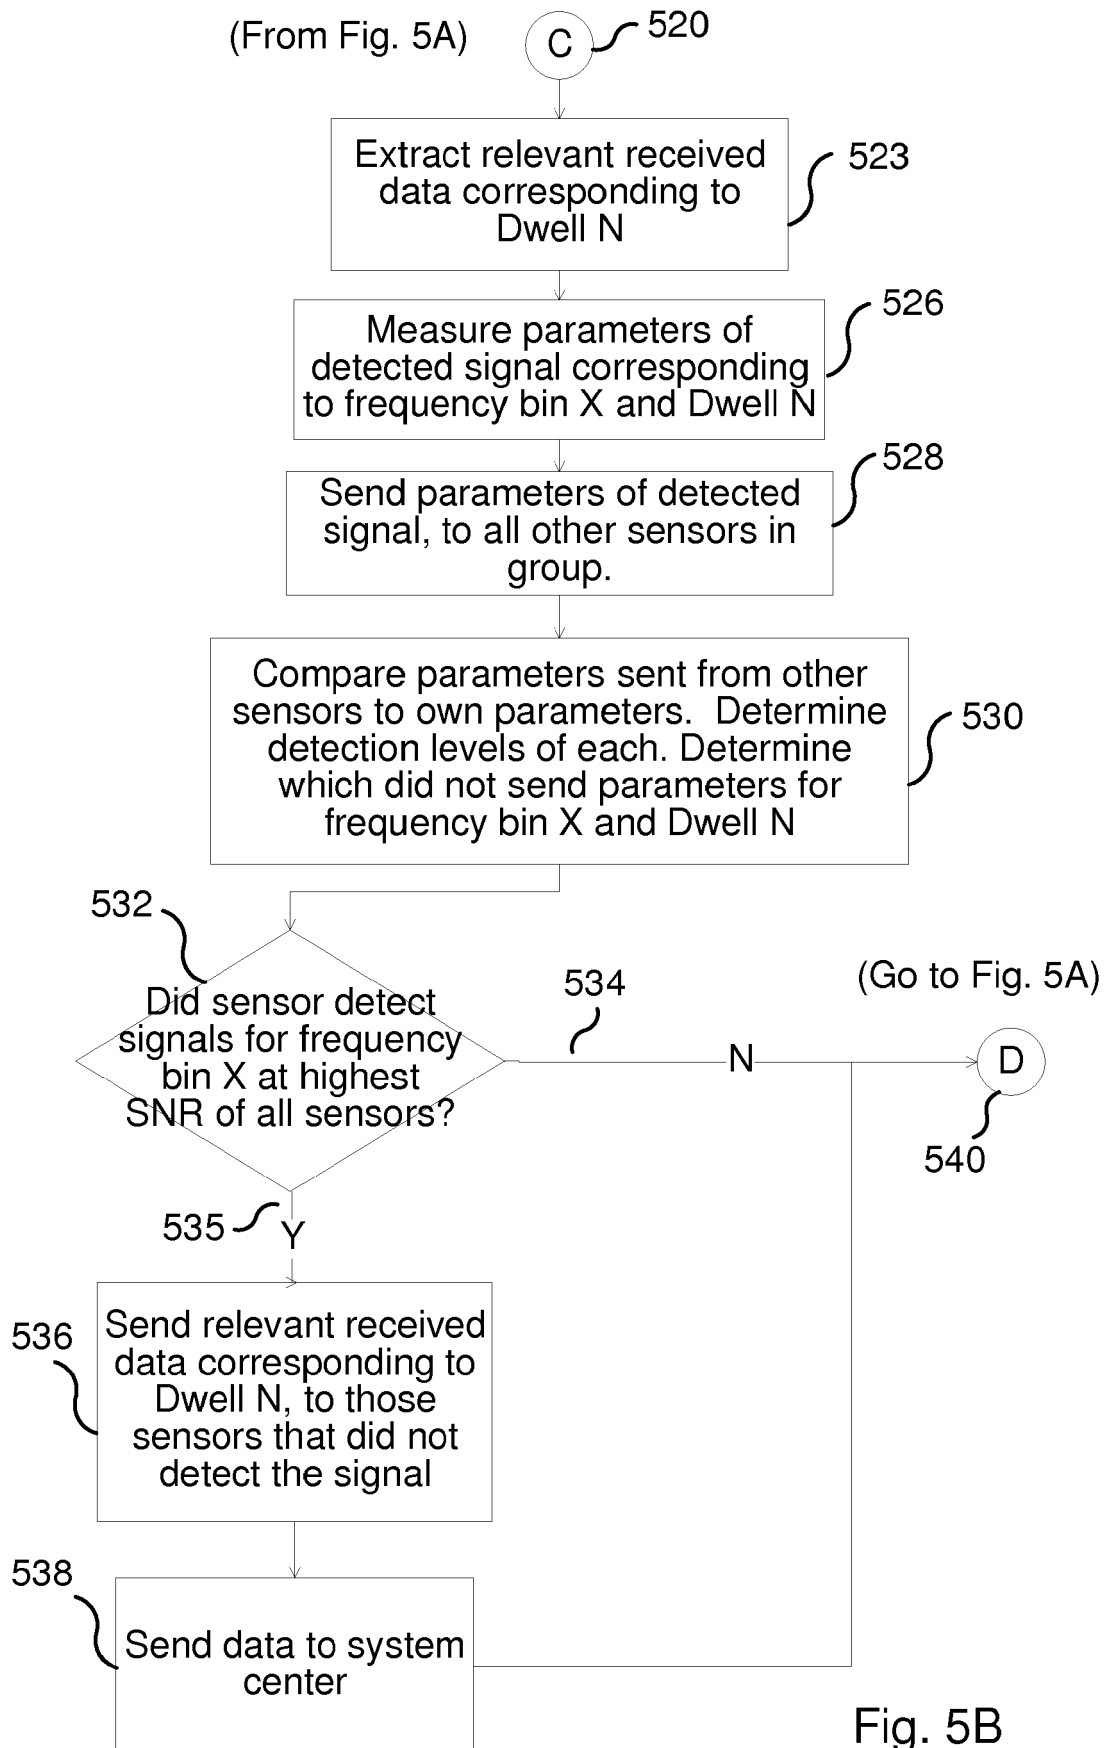 (From Fig. 5A)
C
520
Extract relevant received
data corresponding to
Dwell N
523
Measure parameters of
detected signal corresponding
to frequency bin X and Dwell N
526
Send parameters of detected
signal, to all other sensors in
group.
528
Compare parameters sent from other
sensors to own parameters.  Determine
detection levels of each. Determine
which did not send parameters for
frequency bin X and Dwell N
530
532
Did sensor detect
signals for frequency
bin X at highest
SNR of all sensors?
534
N
(Go to Fig. 5A)
D
540
535
Y
536
Send relevant received
data corresponding to
Dwell N, to those
sensors that did not
detect the signal
538
Send data to system
center
Fig. 5B